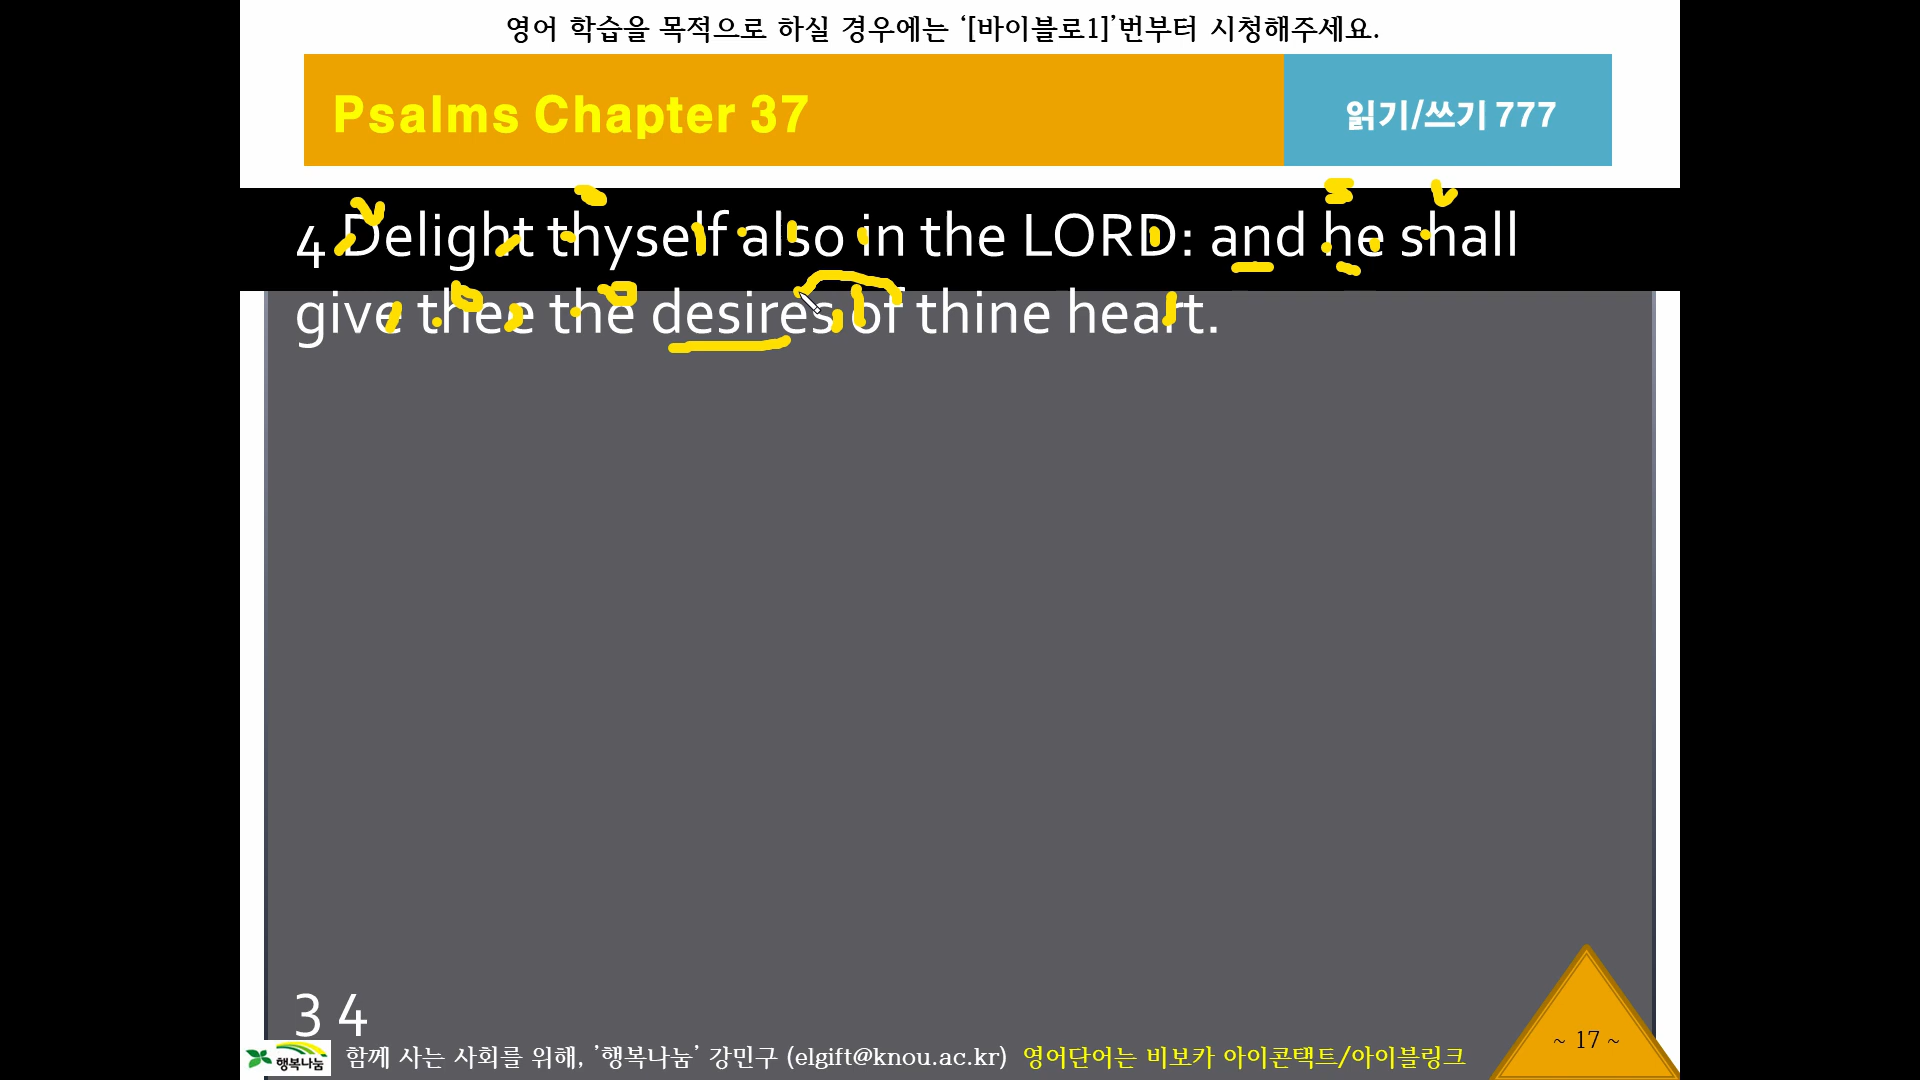 영어 학습을 목적으로 하실 경우에는 ‘[바이블로1]’번부터 시청해주세요.
Psalms Chapter 37
읽기/쓰기 777
4 Delight thyself also in the LORD: and he shall
give thee the desires of thine heart.
3 4
~ 17 ~
행복나눔
함께 사는 사회를 위해, ’행복나눔’ 강민구 (elgift@knou.ac.kr) 영어단어는 비보카 아이콘택트/아이블링크